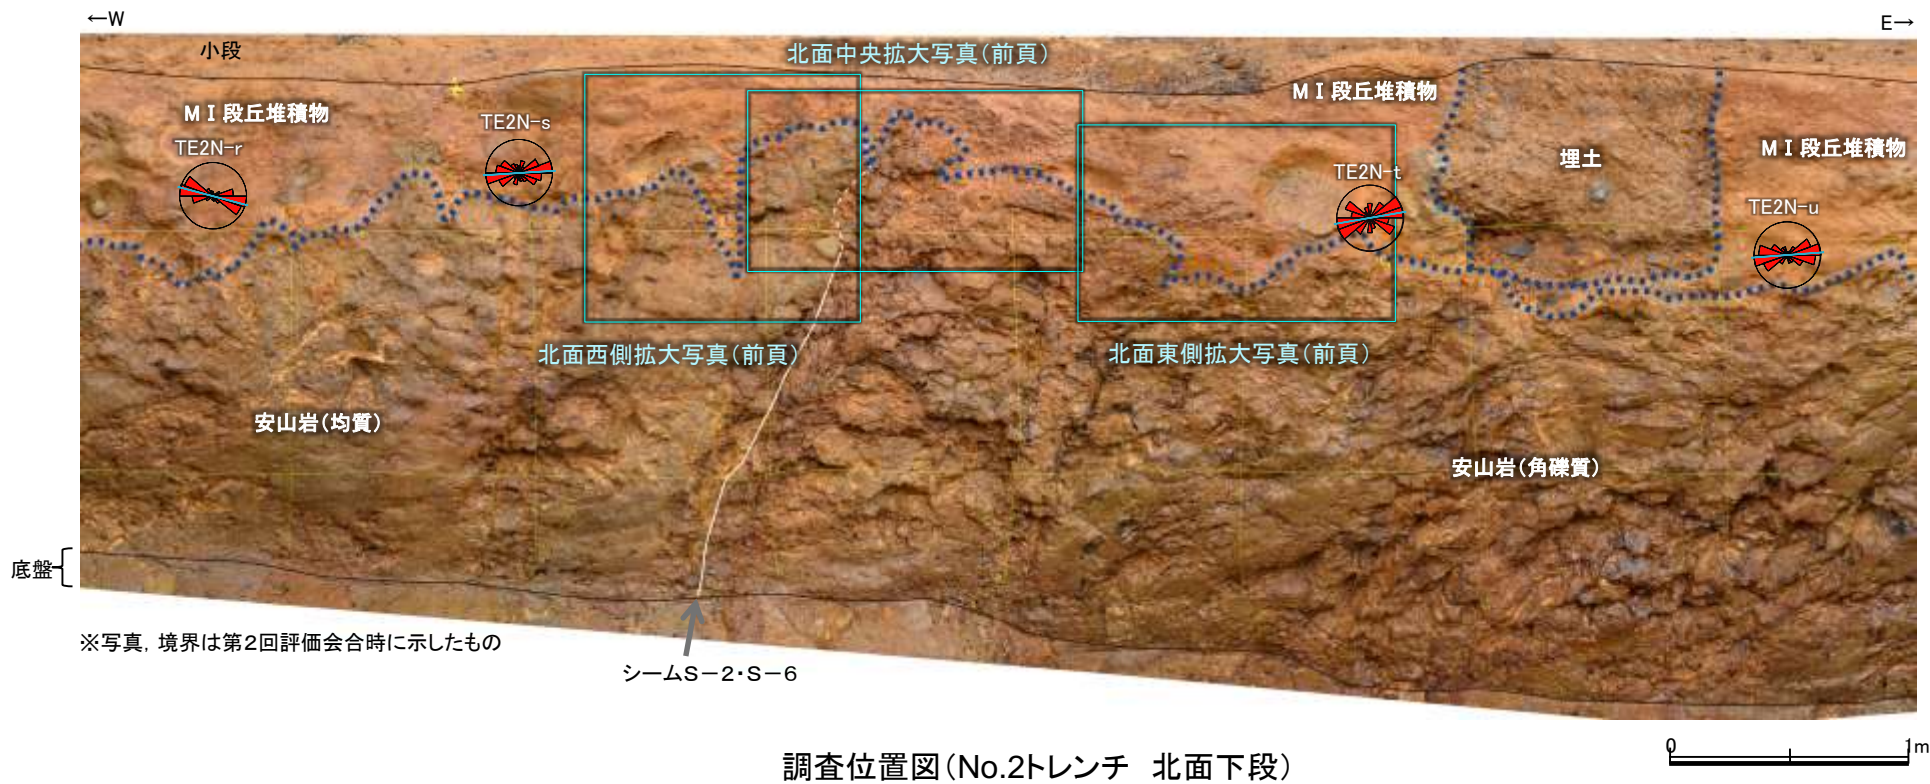 ←W
E→
小段
北面中央拡大写真(前頁)
ＭⅠ段丘堆積物
ＭⅠ段丘堆積物
TE2N-s
TE2N-r
埋土
ＭⅠ段丘堆積物
TE2N-t
TE2N-u
北面西側拡大写真(前頁)
北面東側拡大写真(前頁)
安山岩(均質)
安山岩(角礫質)
底盤
※写真，境界は第２回評価会合時に示したもの
シームＳ－２・Ｓ－６
調査位置図(No.2トレンチ　北面下段)
0 1m